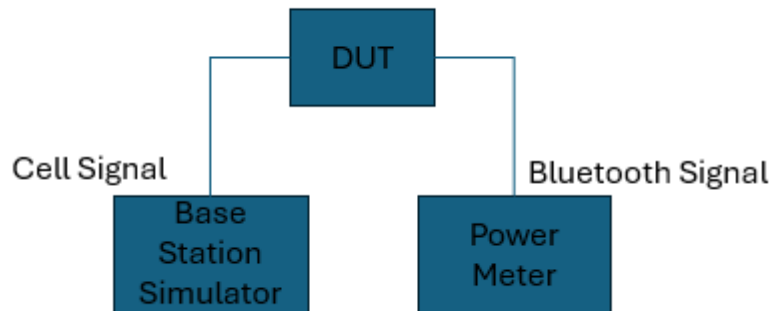 DUT
Cell Signal
Bluetooth Signal
Base
Station
Simulator
Power
Meter